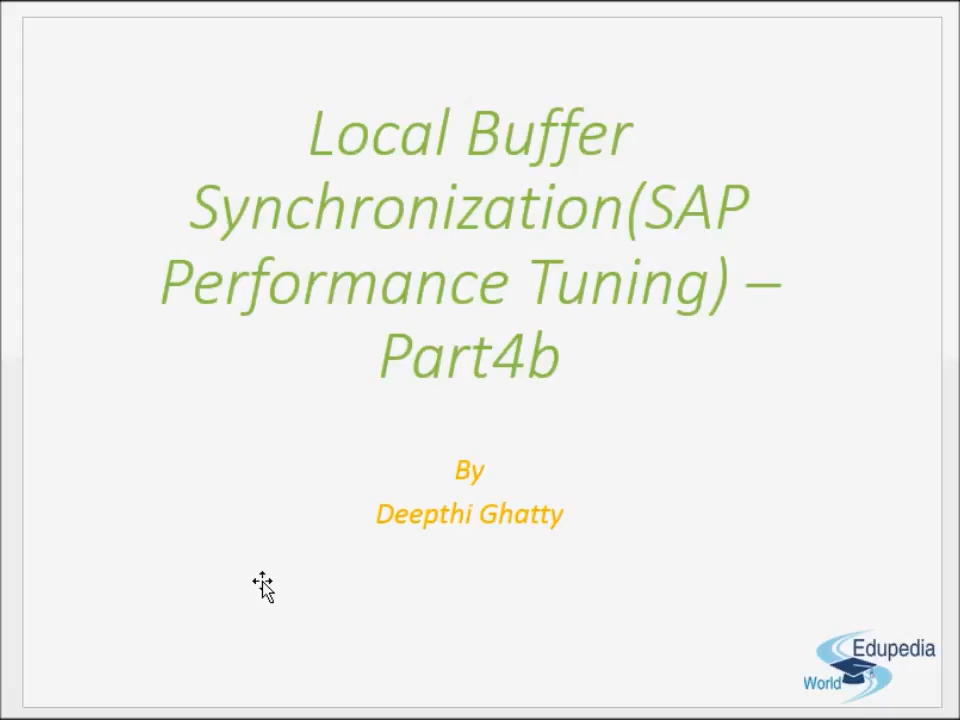 Local Buffer
Synchronization(SAP
Performance Tuning) –
Part4b
By
Deepthi Ghatty
Edupedia
World